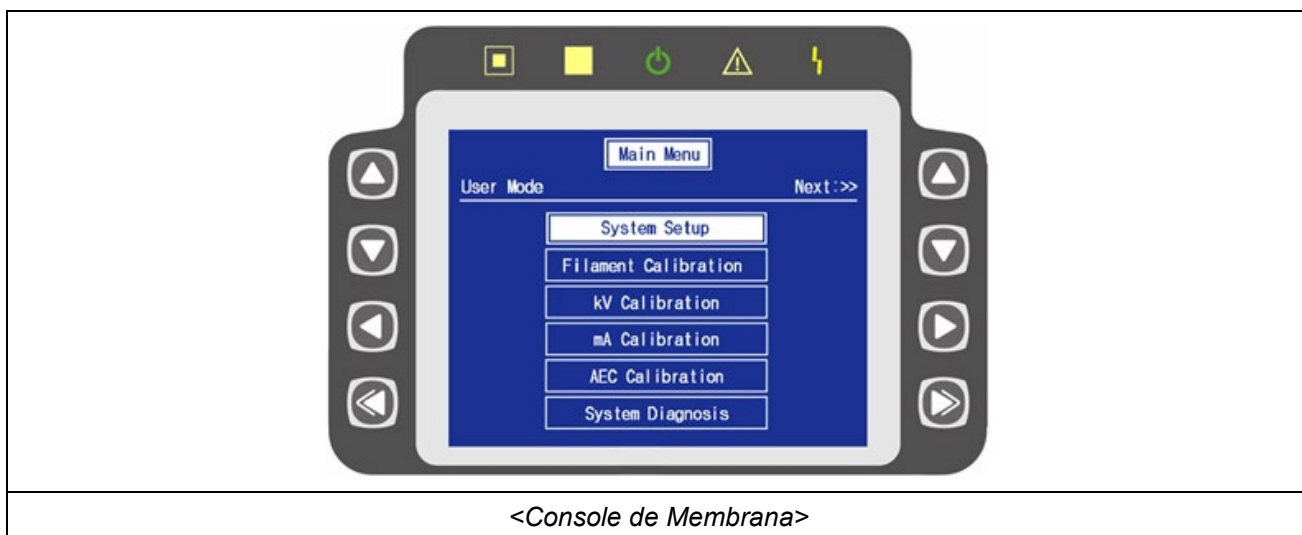 Main Menu
User Mode Next:>>
System Setup
Filament Calibration
kV Calibration
mA Calibration
AEC Calibration
System Diagnosis
<Console de Membrana>